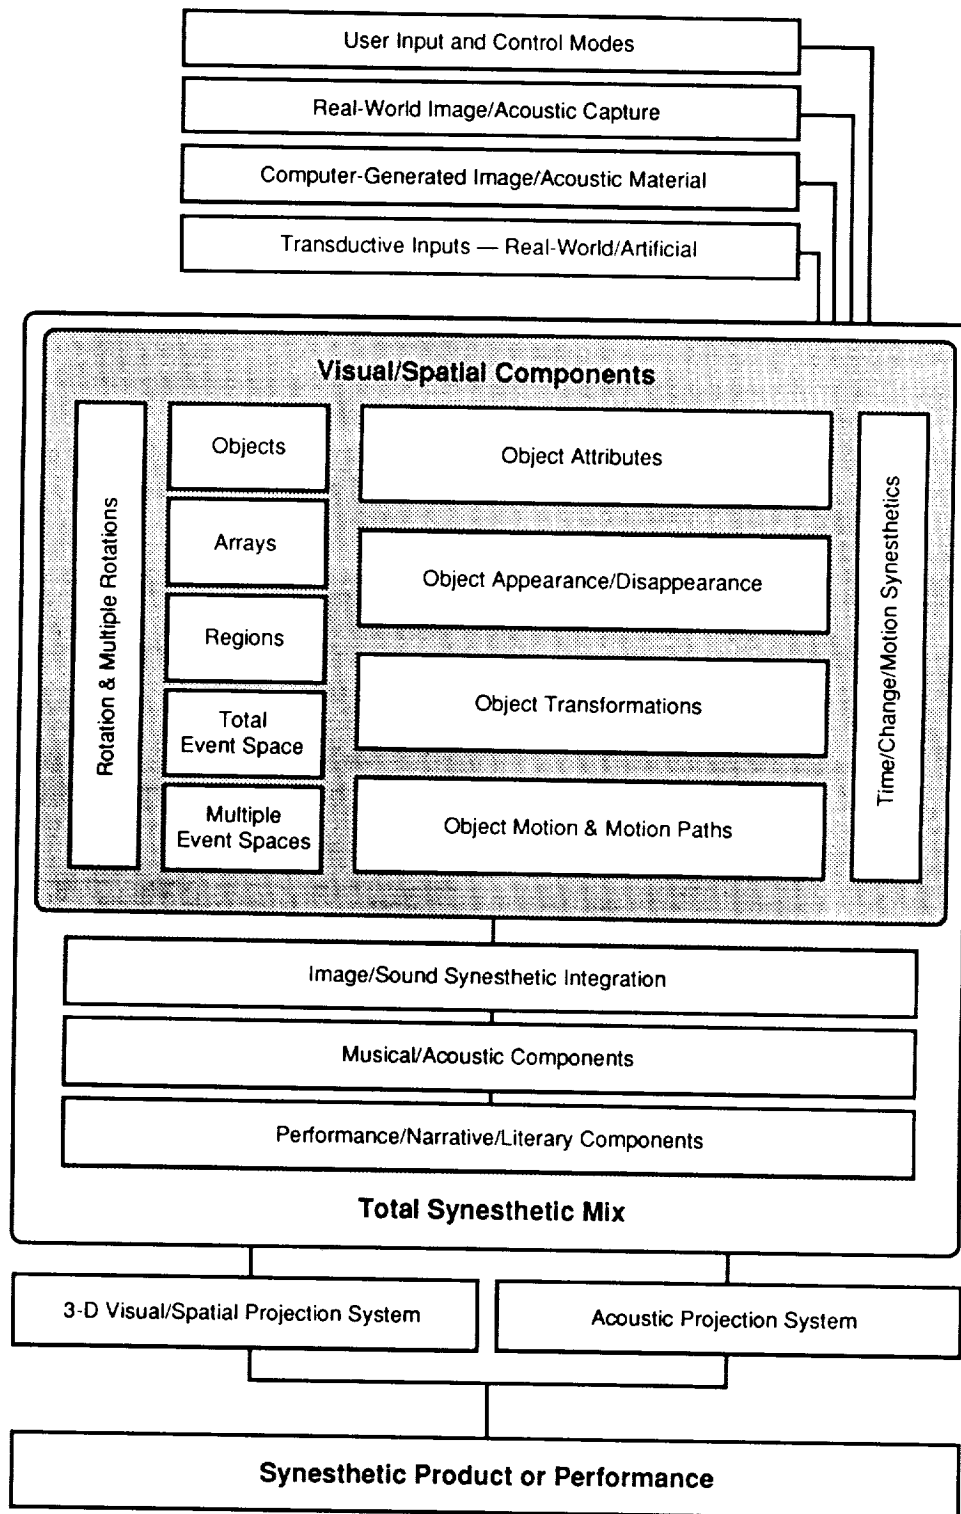 User Input and Control Modes
Real-World Image/Acoustic Capture
Computer-Generated Image/Acoustic Material
Transductive Inputs — Real-World/Artificial
Visual/Spatial Components
Rotation & Multiple Rotations
Objects
Arrays
Regions
Total
Event Space
Multiple
Event Spaces
Object Attributes
Object Appearance/Disappearance
Object Transformations
Object Motion & Motion Paths
Time/Change/Motion Synesthetics
Image/Sound Synesthetic Integration
Musical/Acoustic Components
Performance/Narrative/Literary Components
Total Synesthetic Mix
3-D Visual/Spatial Projection System
Acoustic Projection System
Synesthetic Product or Performance